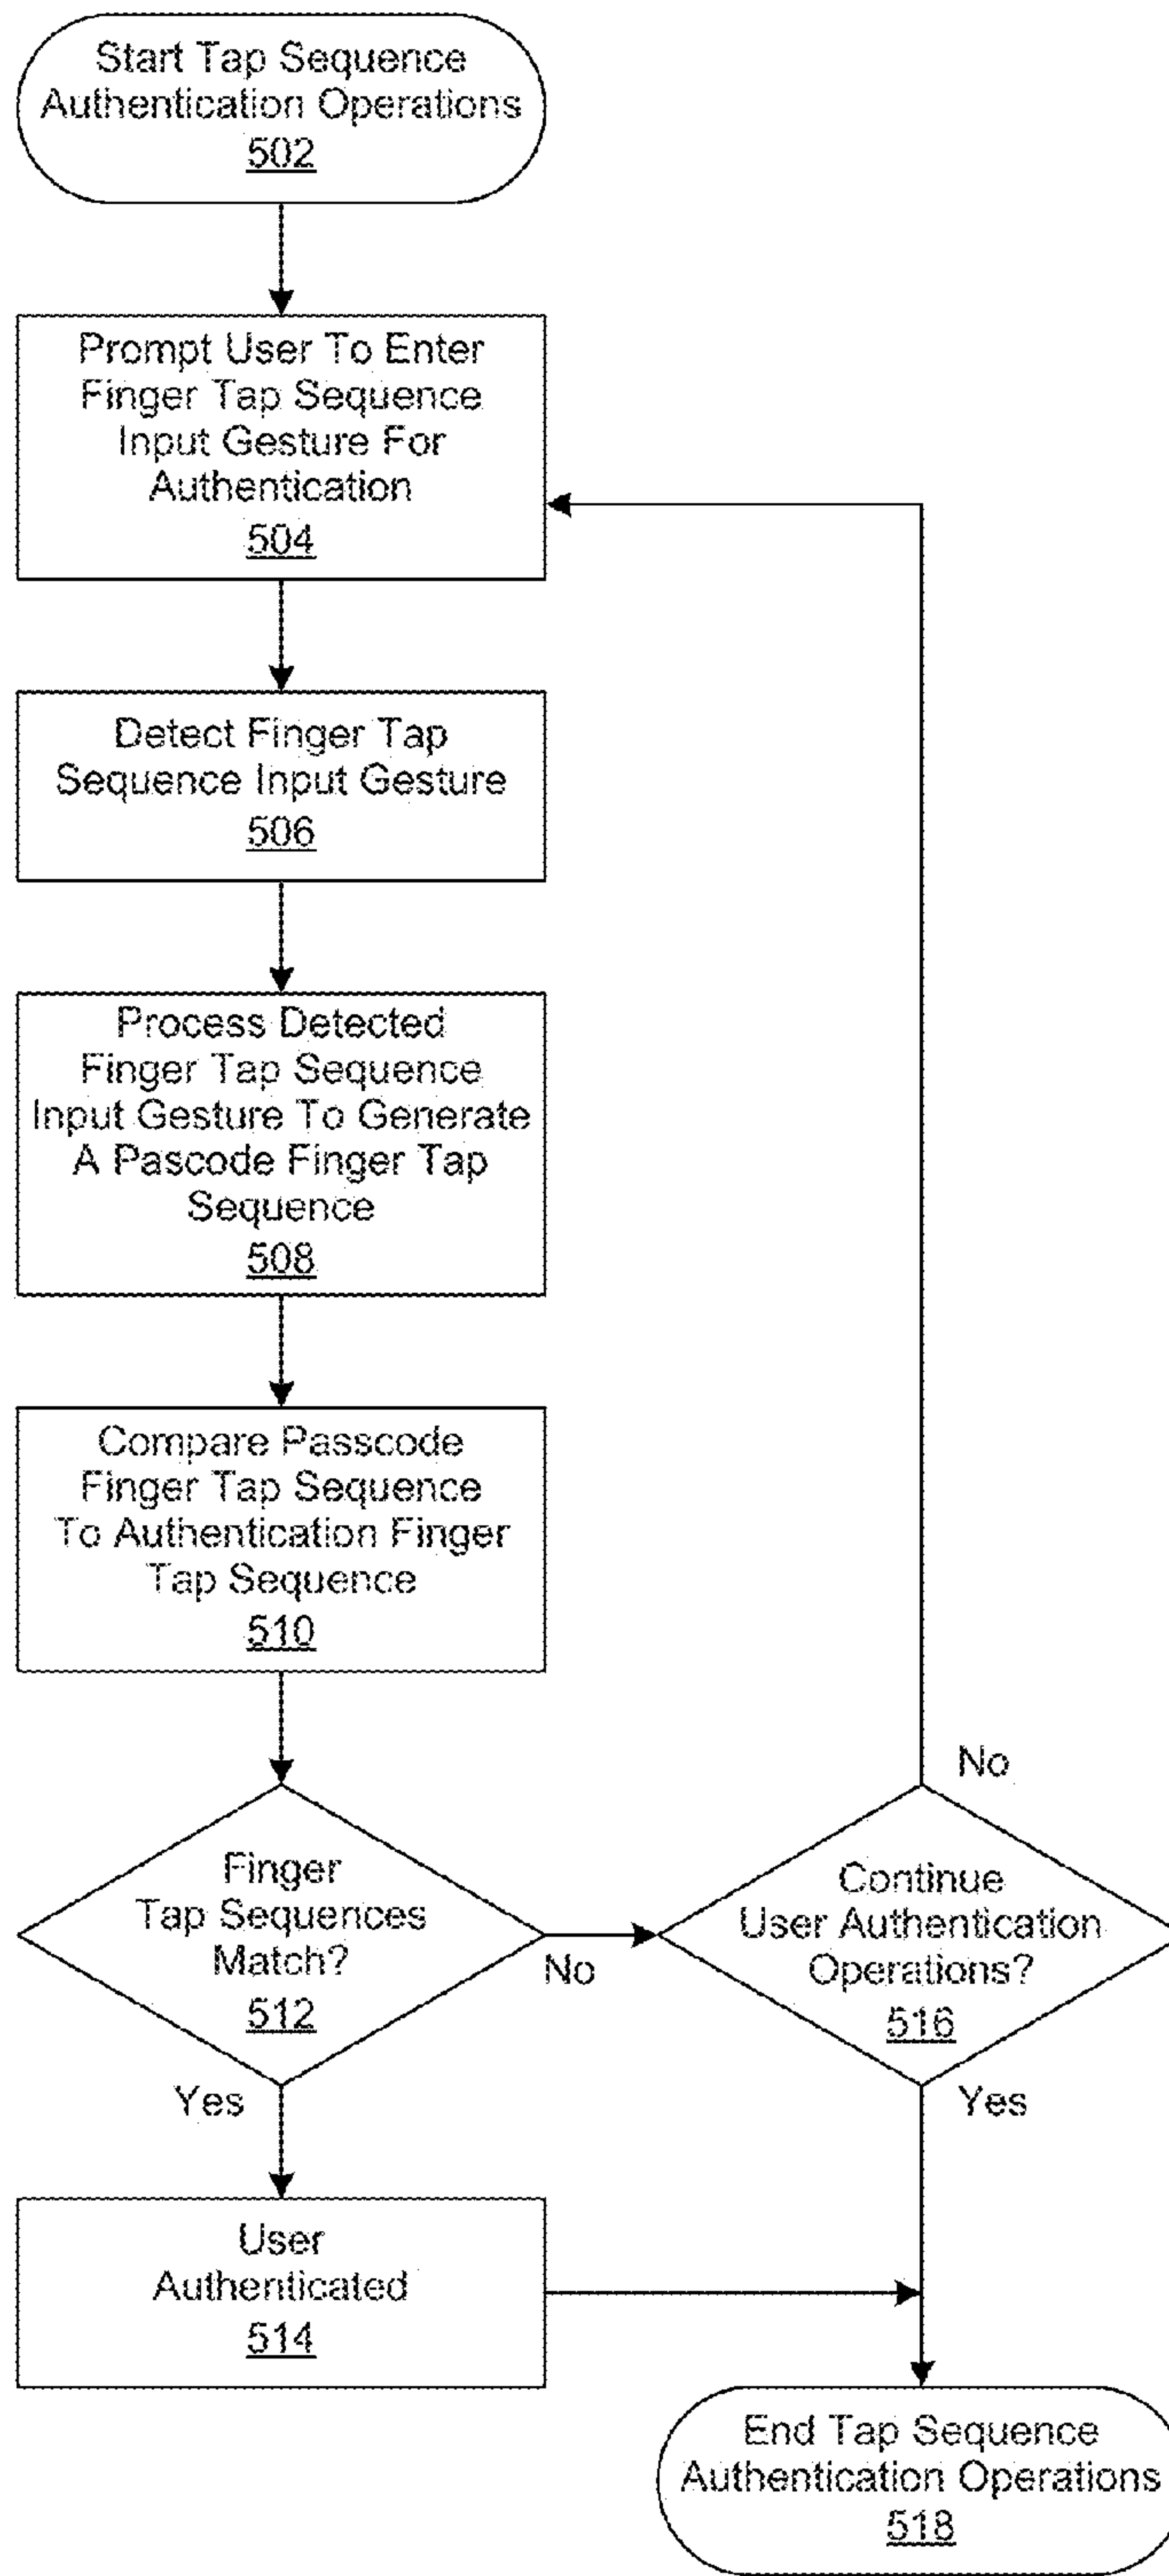 Start Tap Sequence
Authentication Operations
502
Prompt User To Enter
Finger Tap Sequence
Input Gesture For
Authentication
504
Detect Finger Tap
Sequence Input Gesture
506
Process Detected
Finger Tap Sequence
Input Gesture To Generate
A Pascode Finger Tap
Sequence
508
Compare Passcode
Finger Tap Sequence
To Authentication Finger
Tap Sequence
510
Finger
Tap Sequences
Match?
512
No
Yes
No
Continue
User Authentication
Operations?
516
Yes
User
Authenticated
514
End Tap Sequence
Authentication Operations
518